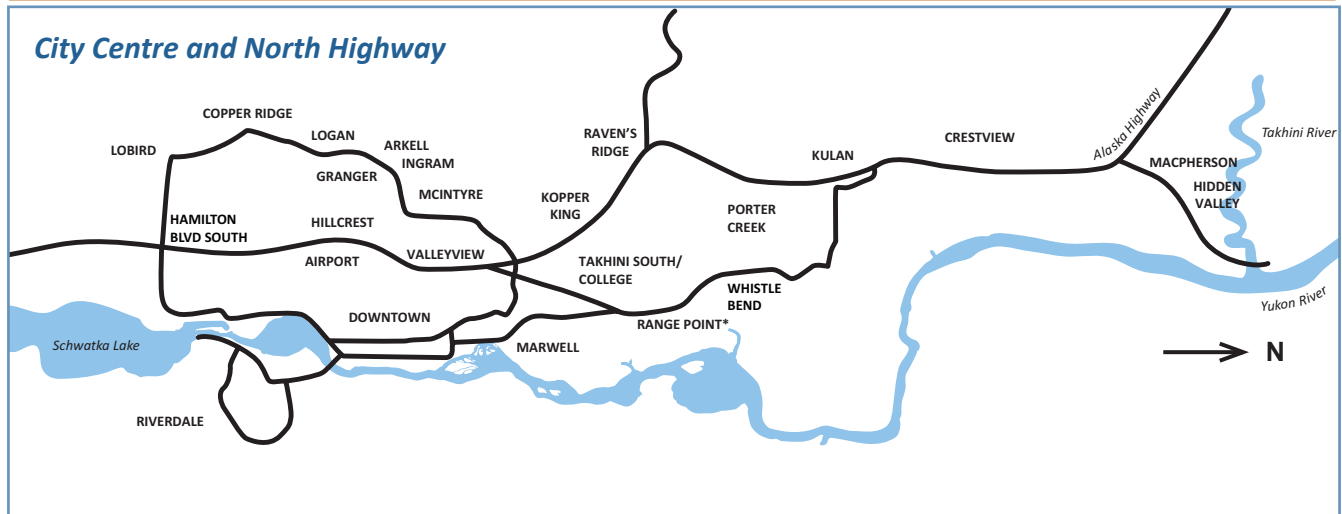 City Centre and North Highway
COPPER RIDGE
LOBIRD
LOGAN
ARKELL
INGRAM
GRANGER
MCINTYRE
RAVEN'S
RIDGE
KULAN
CRESTVIEW
Alaska Highway
Takhini River
MACPHERSON
HIDDEN
VALLEY
HAMILTON
BLVD SOUTH
HILLCREST
AIRPORT
VALLEYVIEW
KOPPER
KING
PORTER
CREEK
TAKHINI SOUTH/
COLLEGE
WHISTLE
BEND
Yukon River
DOWNTOWN
RANGE POINT*
Schwatka Lake
MARWELL
N
RIVERDALE